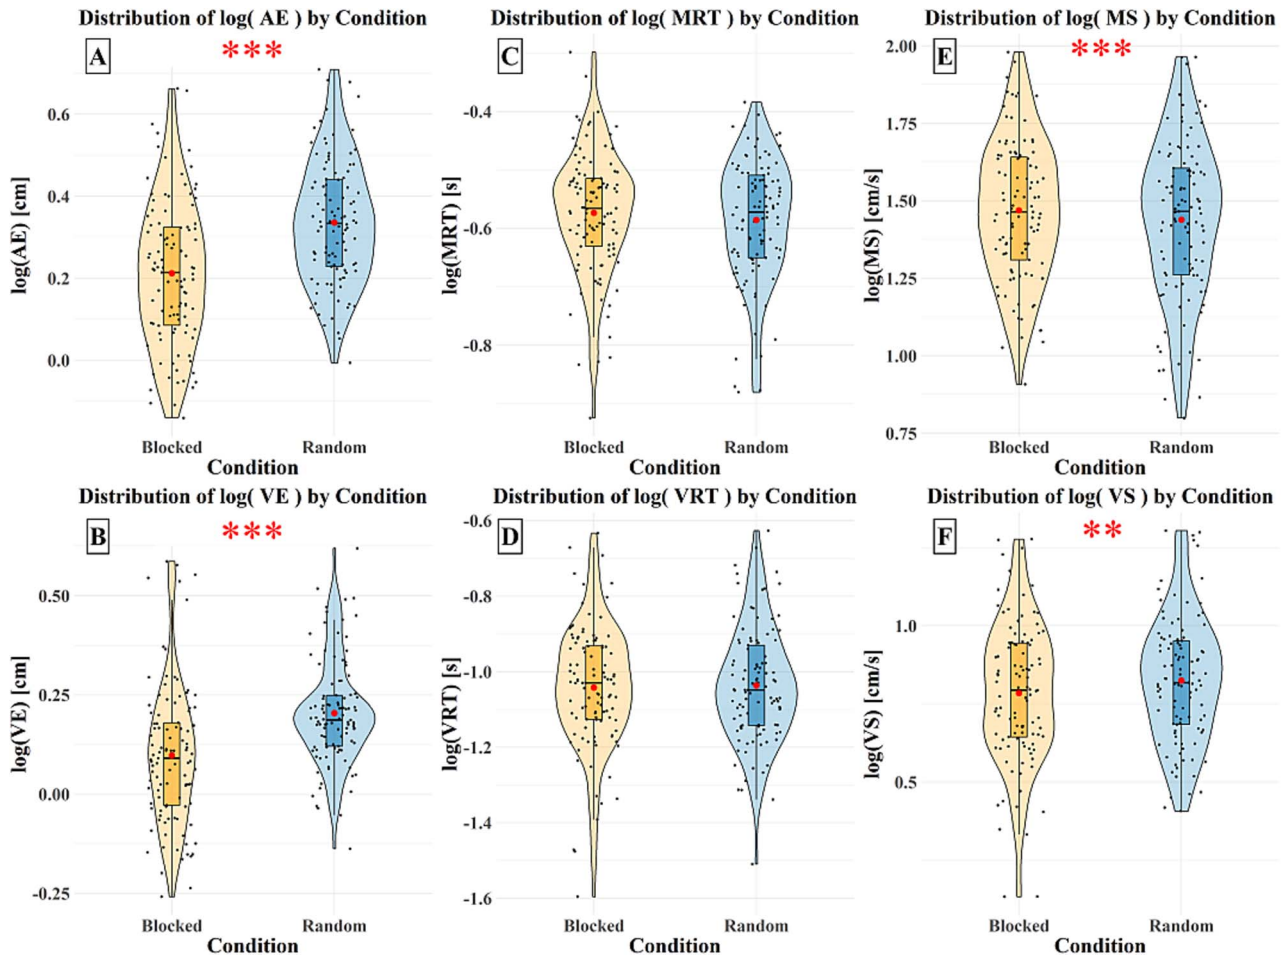 Distribution of log( AE ) by Condition
A
***
log(AE) [cm]
0.6
0.4
0.2
0.0
Blocked Random
Condition
Distribution of log( MRT ) by Condition
C
log(MRT) [s]
-0.4
-0.6
-0.8
Blocked Random
Condition
Distribution of log( MS ) by Condition
E
***
log(MS) [cm/s]
2.00
1.75
1.50
1.25
1.00
0.75
Blocked Random
Condition
Distribution of log( VE ) by Condition
B
***
log(VE) [cm]
0.50
0.25
0.00
-0.25
Blocked Random
Condition
Distribution of log( VRT ) by Condition
D
log(VRT) [s]
-0.6
-0.8
-1.0
-1.2
-1.4
-1.6
Blocked Random
Condition
Distribution of log( VS ) by Condition
F
**
log(VS) [cm/s]
1.0
0.5
Blocked Random
Condition